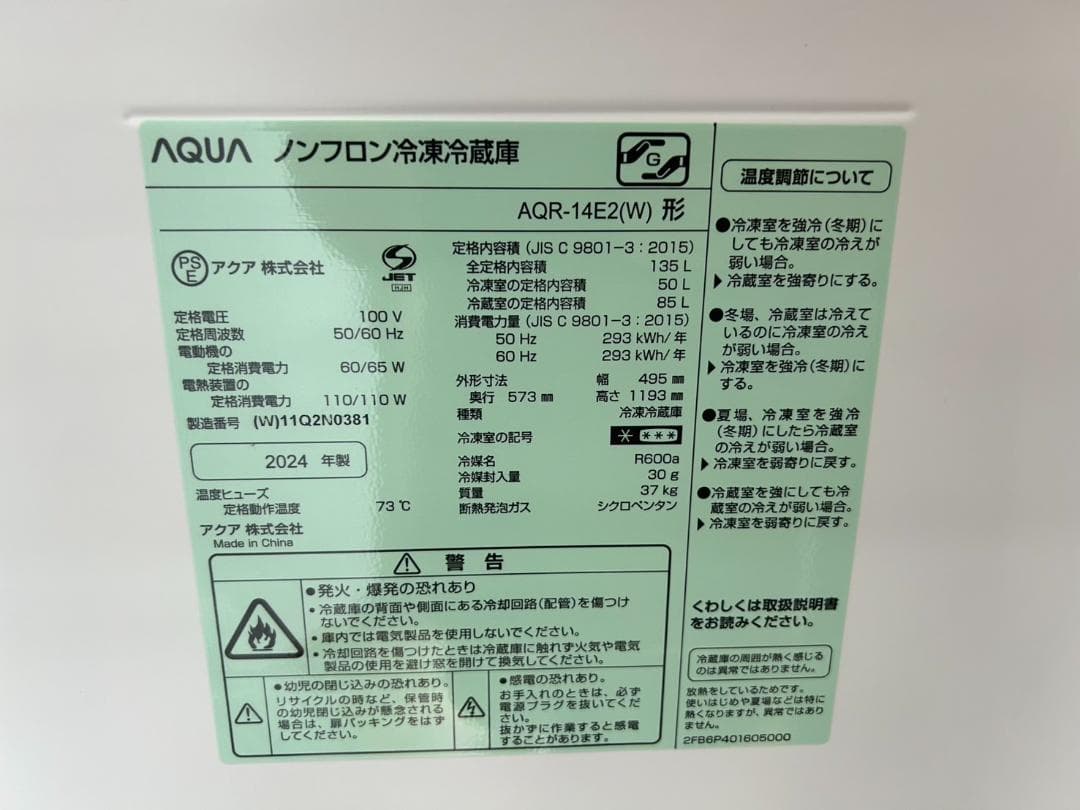 AQUA ノンフロン冷凍冷蔵庫
G
AQR-14E2(W) 形
PSE アクア 株式会社
JET
定格電圧 100 V
定格周波数 50/60 Hz
電動機の
定格消費電力 60/65 W
電熱装置の
定格消費電力 110/110 W
製造番号 (W)11Q2N0381
2024 年製
温度ヒューズ
定格動作温度 73 ℃
アクア 株式会社
Made in China
定格内容積 (JIS C 9801-3:2015)
全定格内容積 135 L
冷凍室の定格内容積 50 L
冷蔵室の定格内容積 85 L
消費電力量 (JIS C 9801-3:2015)
50 Hz 293 kWh/年
60 Hz 293 kWh/年
外形寸法 幅 495 mm
奥行 573 mm 高さ 1193 mm
種類 冷凍冷蔵庫
冷凍室の記号 * ***
冷媒名 R600a
冷媒封入量 30 g
質量 37 kg
断熱発泡ガス シクロペンタン
⚠ 警告
●発火・爆発の恐れあり
・冷蔵庫の背面や側面にある冷却回路(配管)を傷つけ
ないでください。
・庫内では電気製品を使用しないでください。
・冷却回路を傷つけたときは冷蔵庫に触れず火気や電気
製品の使用を避け窓を開けて換気してください。
●幼児の閉じ込みの恐れあり。
リサイクルの時など、保管時
の幼児閉じ込みが懸念される
場合は、扉パッキングをはず
してください。
●感電の恐れあり。
お手入れのときは、必ず
電源プラグを抜いてくだ
さい。
抜かずに作業すると感電
することがあります。
温度調節について
●冷凍室を強冷(冬期)に
しても冷凍室の冷えが
弱い場合。
▶冷蔵室を強寄りにする。
●冬場、冷蔵室は冷えて
いるのに冷凍室の冷え
が弱い場合。
▶冷凍室を強冷(冬期)に
する。
●夏場、冷凍室を強冷
(冬期)にしたら冷蔵室
の冷えが弱い場合。
▶冷凍室を弱寄りに戻す。
●冷蔵室を強にしても冷
蔵室の冷えが弱い場合。
▶冷凍室を弱寄りに戻す。
くわしくは取扱説明書
をお読みください。
冷蔵庫の周囲が熱く感じる
のは異常ではありません。
放熱をしているためです。
使いはじめや夏場などは特に
熱くなりますが、異常ではあり
ません。
2FB6P401605000